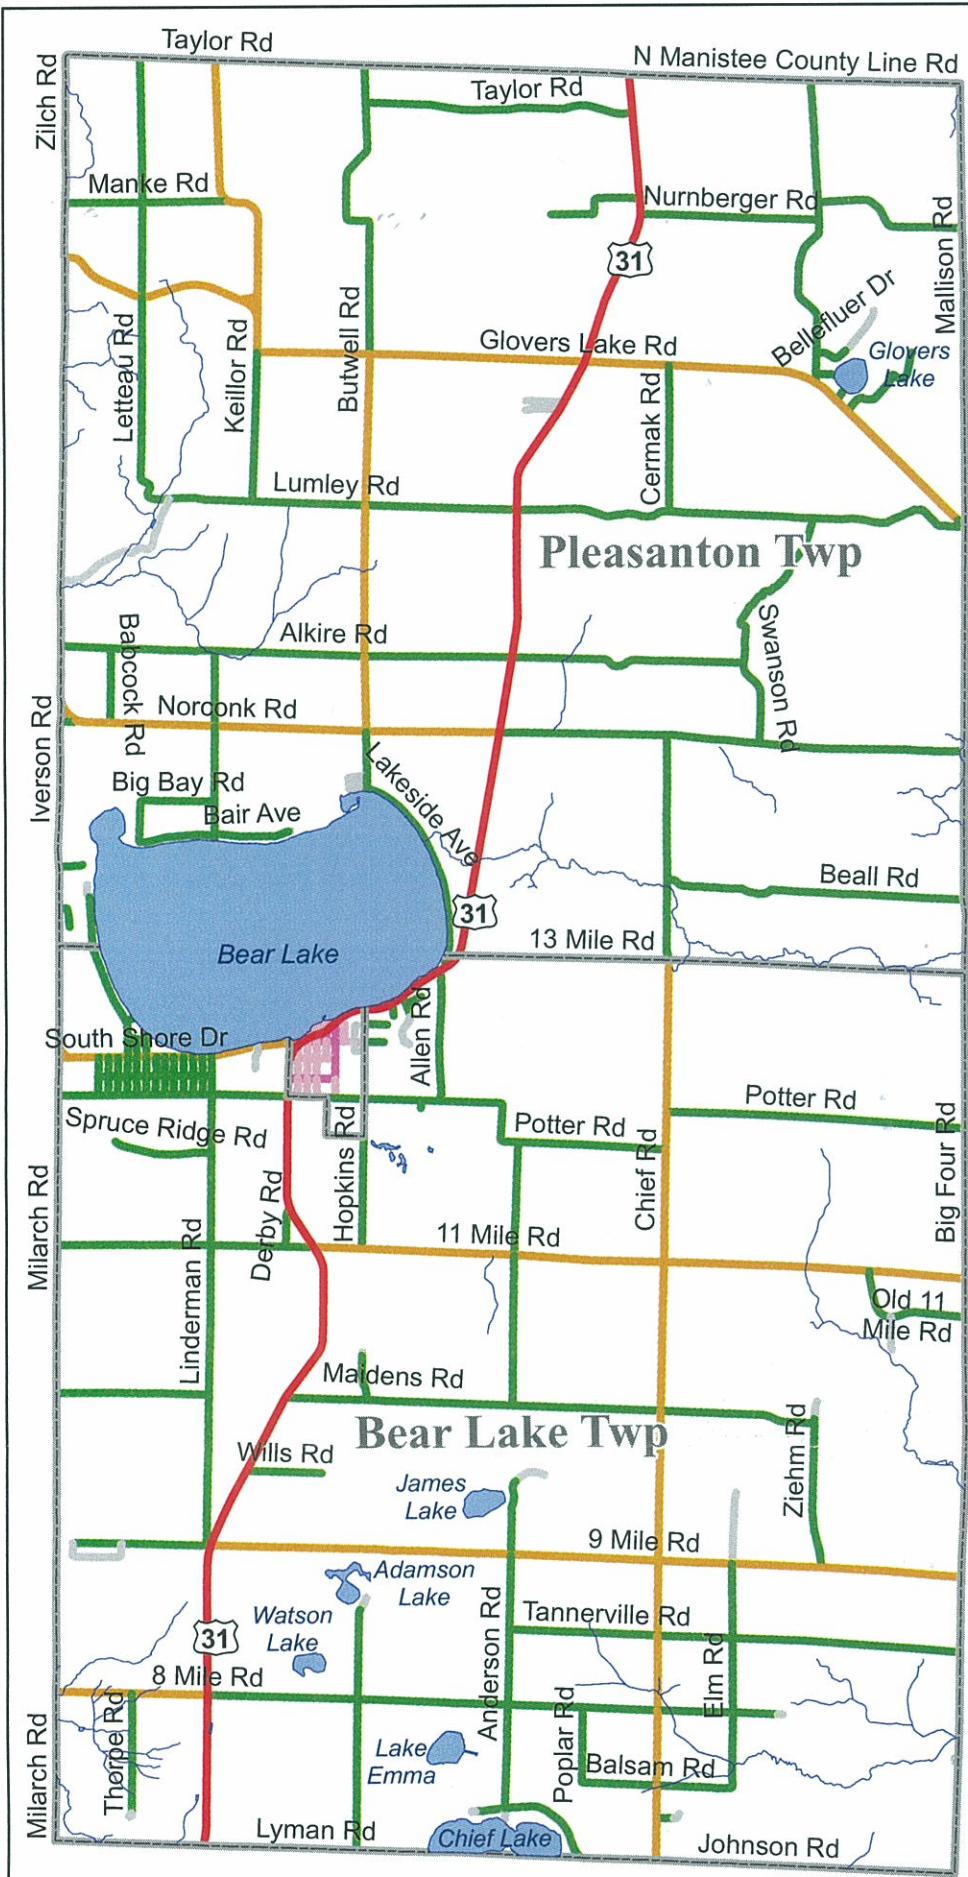 Taylor Rd
N Manistee County Line Rd
Zilch Rd
Taylor Rd
Manke Rd
Nurnberger Rd
Mallison Rd
31
Bellefluer Dr
Letteau Rd
Keillor Rd
Butwell Rd
Glovers Lake Rd
Glovers
Lake
Cermak Rd
Lumley Rd
Pleasanton Twp
Babcock Rd
Alkire Rd
Swanson Rd
Norconk Rd
Iverson Rd
Big Bay Rd
Bair Ave
Lakeside Ave
Beall Rd
31
13 Mile Rd
Bear Lake
South Shore Dr
Allen Rd
Potter Rd
Spruce Ridge Rd
Potter Rd
Hopkins Rd
Chief Rd
Big Four Rd
Milarch Rd
Derby Rd
11 Mile Rd
Linderman Rd
Old 11
Mile Rd
Maidens Rd
Bear Lake Twp
Wills Rd
Ziehm Rd
James
Lake
9 Mile Rd
Adamson
Lake
Watson
Lake
Anderson Rd
Tannerville Rd
31
8 Mile Rd
Elm Rd
Thorpe Rd
Poplar Rd
Milarch Rd
Lake
Emma
Balsam Rd
Lyman Rd
Chief Lake
Johnson Rd